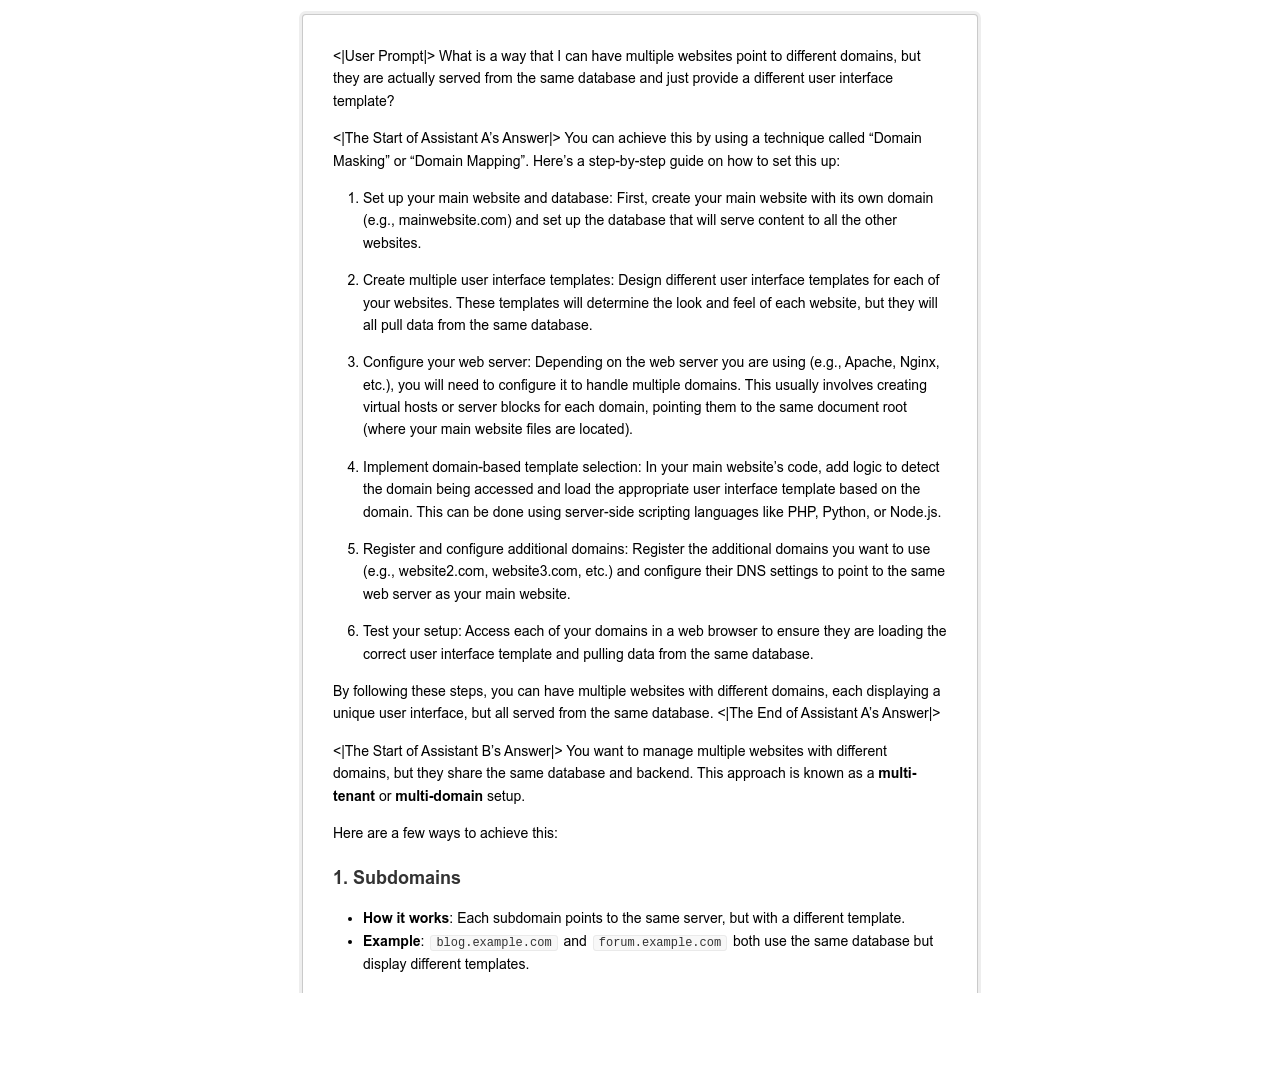 <|User Prompt|> What is a way that I can have multiple websites point to different domains, but
they are actually served from the same database and just provide a different user interface
template?
<|The Start of Assistant A’s Answer|> You can achieve this by using a technique called “Domain
Masking” or “Domain Mapping”. Here’s a step-by-step guide on how to set this up:
1. Set up your main website and database: First, create your main website with its own domain
(e.g., mainwebsite.com) and set up the database that will serve content to all the other
websites.
2. Create multiple user interface templates: Design different user interface templates for each of
your websites. These templates will determine the look and feel of each website, but they will
all pull data from the same database.
3. Configure your web server: Depending on the web server you are using (e.g., Apache, Nginx,
etc.), you will need to configure it to handle multiple domains. This usually involves creating
virtual hosts or server blocks for each domain, pointing them to the same document root
(where your main website files are located).
4. Implement domain-based template selection: In your main website’s code, add logic to detect
the domain being accessed and load the appropriate user interface template based on the
domain. This can be done using server-side scripting languages like PHP, Python, or Node.js.
5. Register and configure additional domains: Register the additional domains you want to use
(e.g., website2.com, website3.com, etc.) and configure their DNS settings to point to the same
web server as your main website.
6. Test your setup: Access each of your domains in a web browser to ensure they are loading the
correct user interface template and pulling data from the same database.
By following these steps, you can have multiple websites with different domains, each displaying a
unique user interface, but all served from the same database. <|The End of Assistant A’s Answer|>
<|The Start of Assistant B’s Answer|> You want to manage multiple websites with different
domains, but they share the same database and backend. This approach is known as a multi-
tenant or multi-domain setup.
Here are a few ways to achieve this:
1. Subdomains
• How it works: Each subdomain points to the same server, but with a different template.
• Example: blog.example.com and forum.example.com both use the same database but
display different templates.